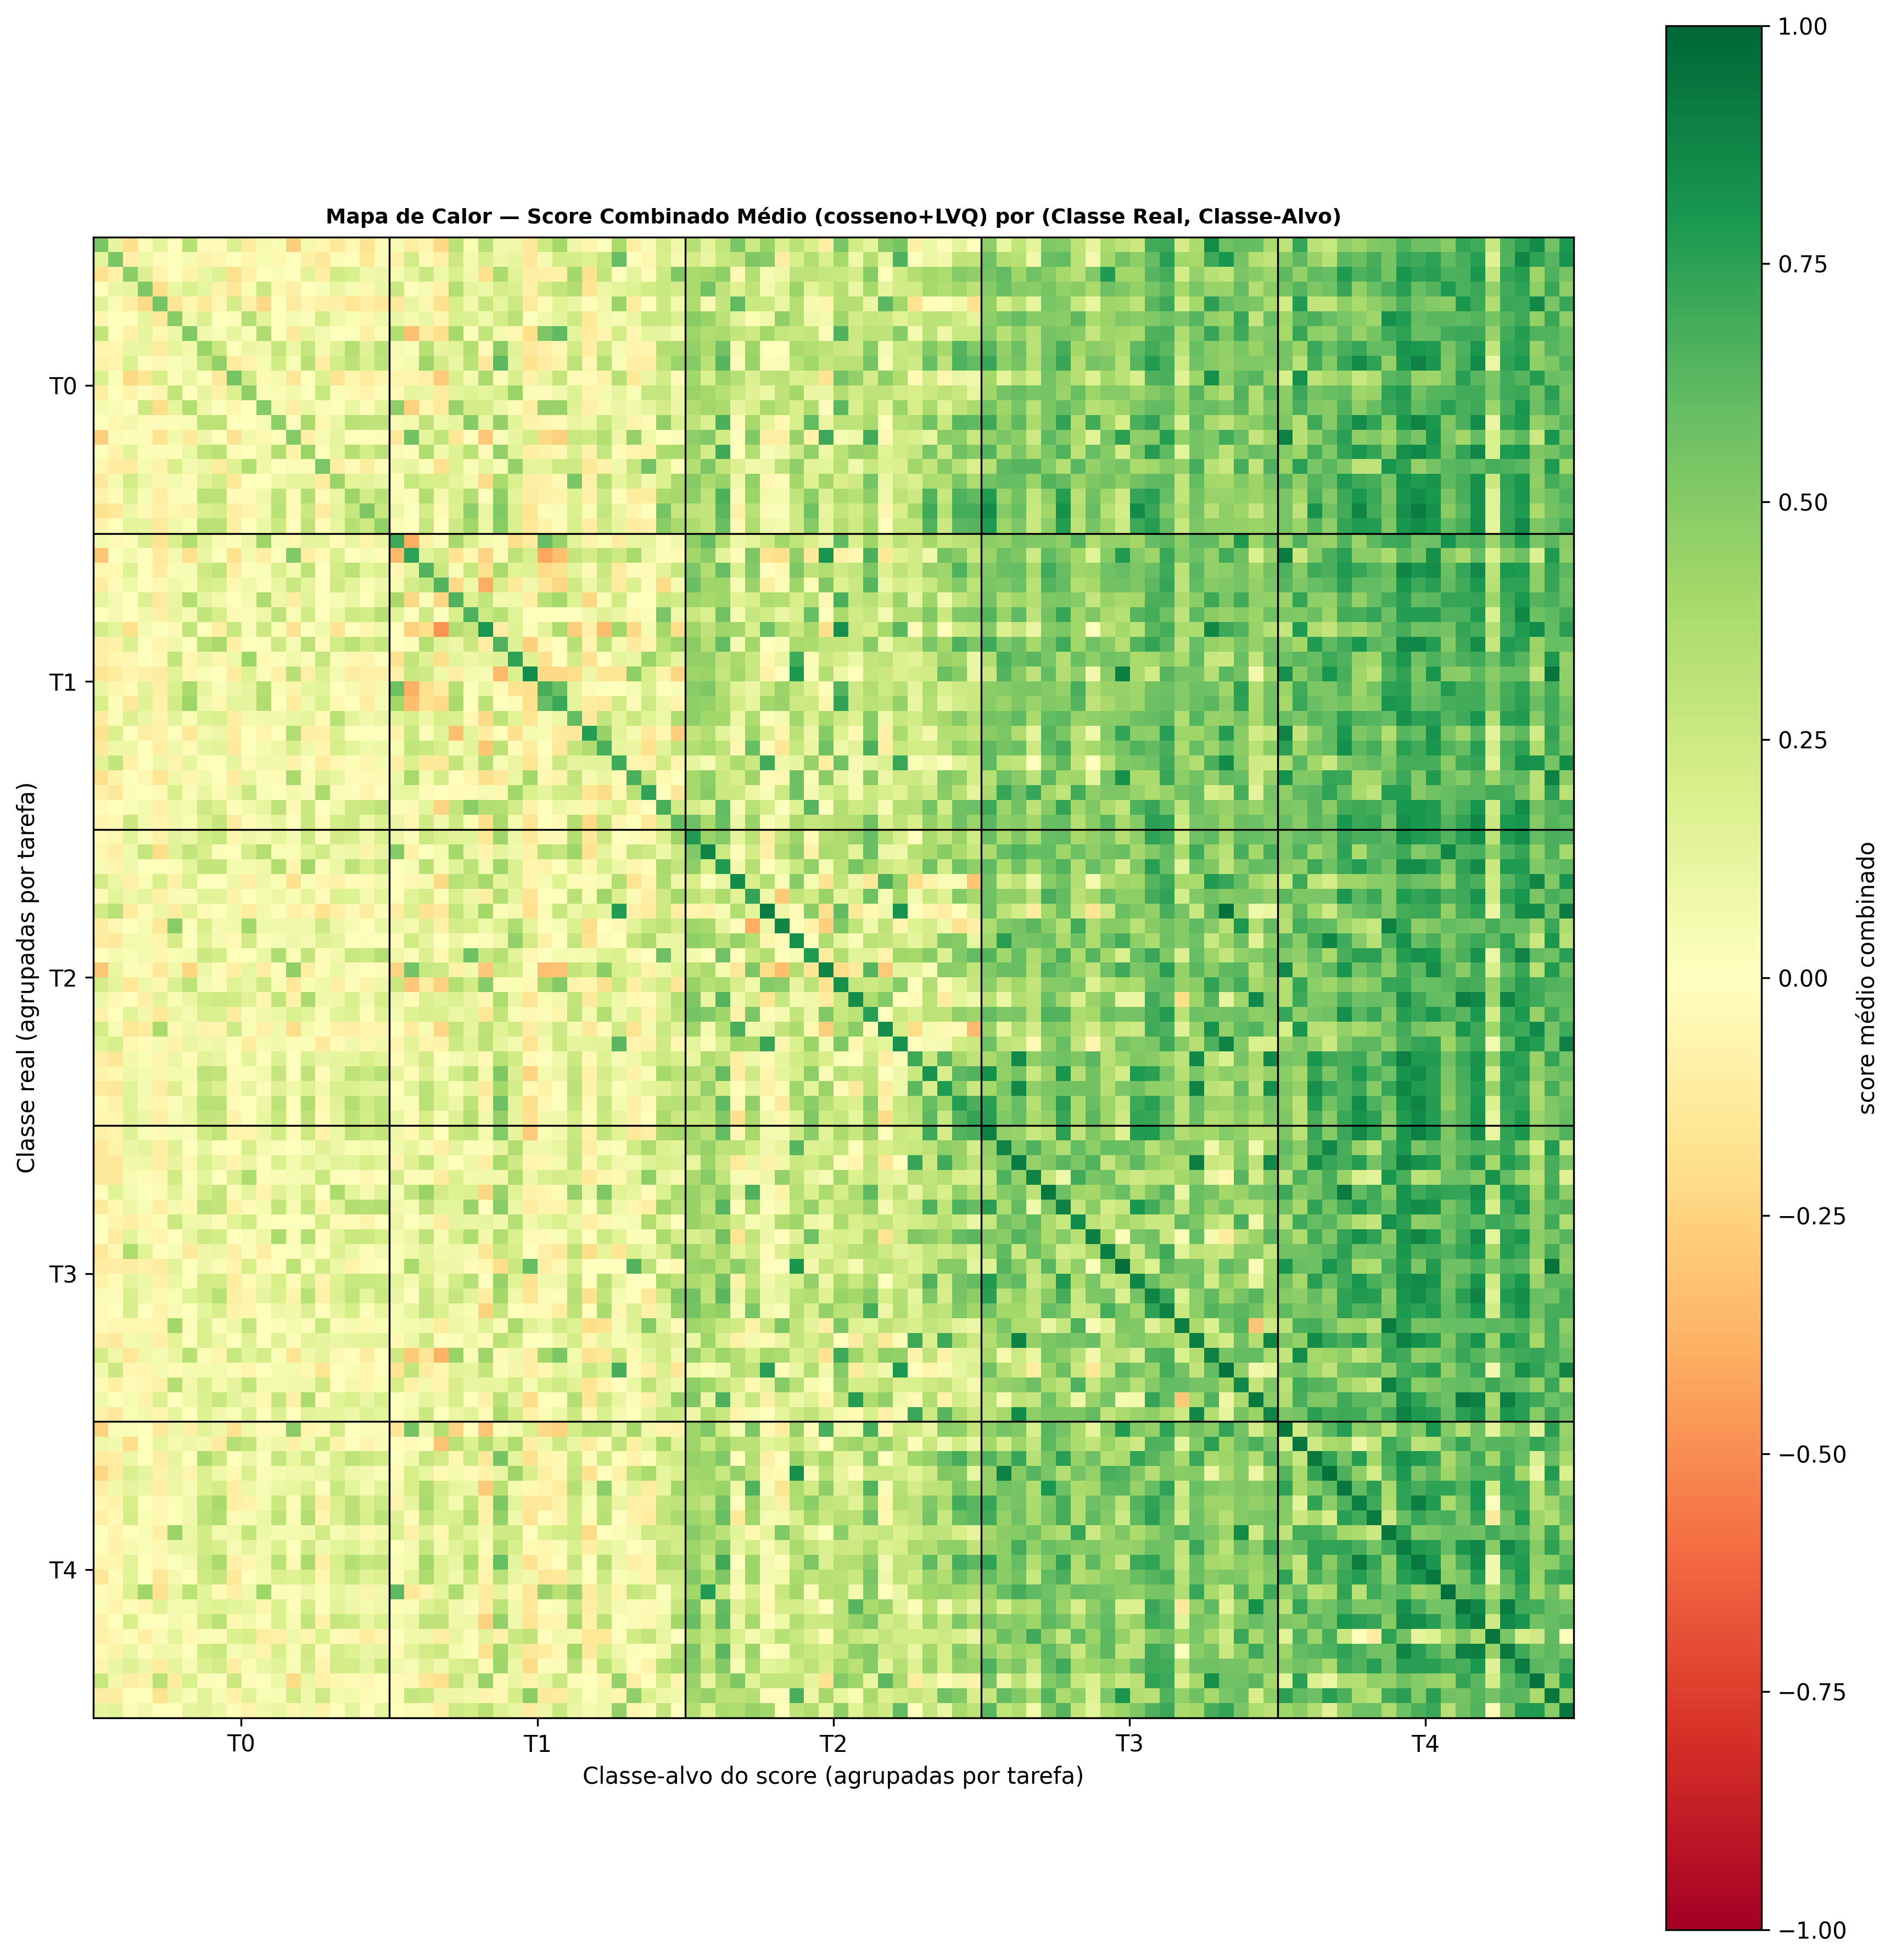 Mapa de Calor — Score Combinado Médio (cosseno+LVQ) por (Classe Real, Classe-Alvo)
Classe real (agrupadas por tarefa)
T0
T1
T2
T3
T4
T0 T1 T2 T3 T4
Classe-alvo do score (agrupadas por tarefa)
1.00
0.75
0.50
0.25
0.00
−0.25
−0.50
−0.75
−1.00
score médio combinado